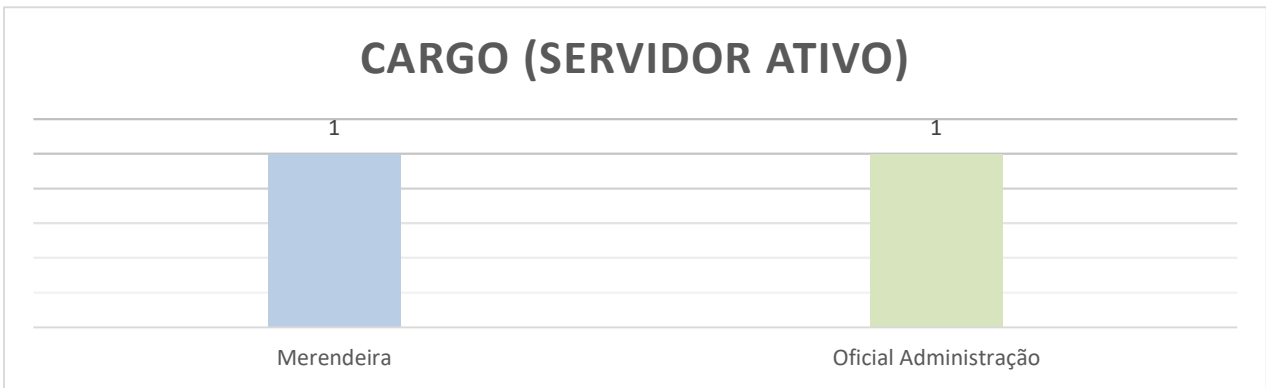 CARGO (SERVIDOR ATIVO)
1 1
Merendeira Oficial Administração